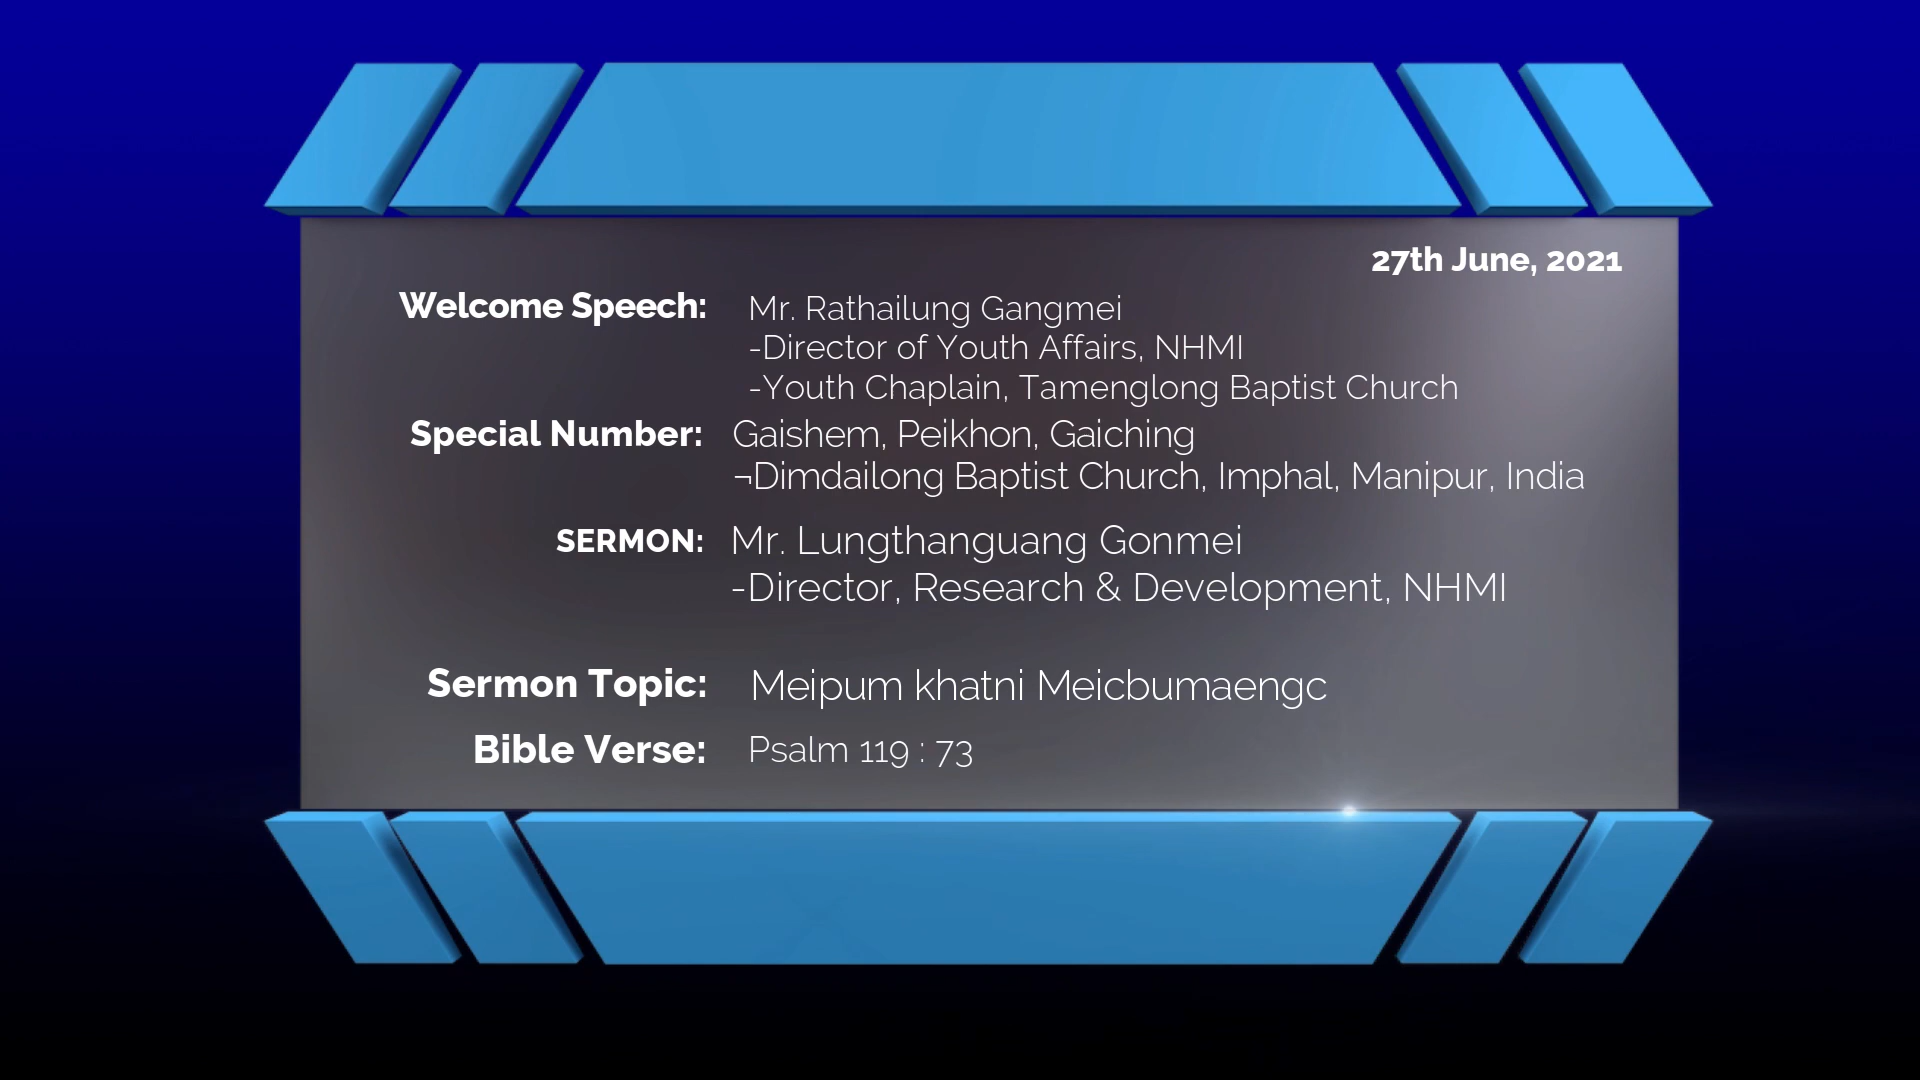 27th June, 2021
Welcome Speech: Mr. Rathailung Gangmei
-Director of Youth Affairs, NHMI
-Youth Chaplain, Tamenglong Baptist Church
Special Number: Gaishem, Peikhon, Gaiching
¬Dimdailong Baptist Church, Imphal, Manipur, India
SERMON: Mr. Lungthanguang Gonmei
-Director, Research & Development, NHMI
Sermon Topic: Meipum khatni Meicbumaengc
Bible Verse: Psalm 119 : 73